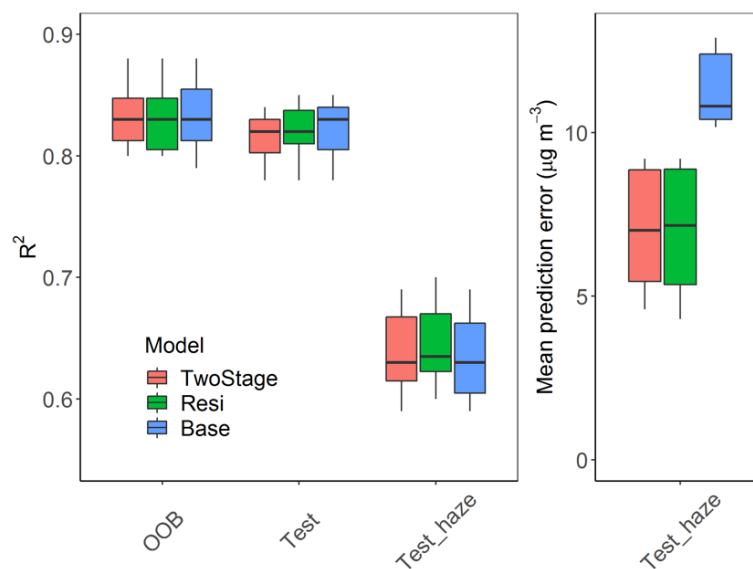 0.9
0.8
0.7
0.6
R²
Model
TwoStage
Resi
Base
OOB
Test
Test_haze
10
5
0
Mean prediction error (μg m⁻³)
Test_haze